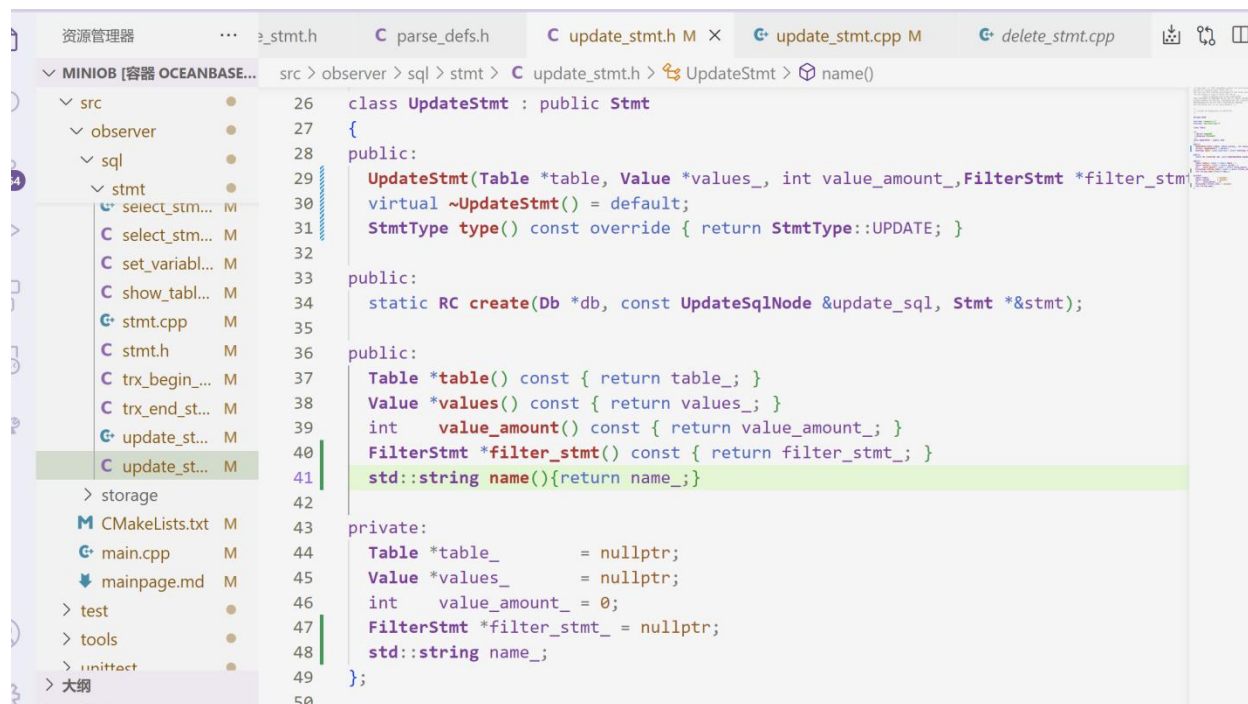 资源管理器 ··· e_stmt.h C parse_defs.h C update_stmt.h M × C+ update_stmt.cpp M C+ delete_stmt.cpp
MINIOB [容器 OCEANBASE... src > observer > sql > stmt > C update_stmt.h > UpdateStmt > name()
src
observer
sql
stmt
select_stm... M
C select_stm... M
C set_variabl... M
C show_tabl... M
C+ stmt.cpp M
C stmt.h M
C trx_begin_... M
C trx_end_st... M
C+ update_st... M
C update_st... M
storage
M CMakeLists.txt M
C+ main.cpp M
mainpage.md M
test
tools
unittest
大纲
26 class UpdateStmt : public Stmt
27 {
28 public:
29 UpdateStmt(Table *table, Value *values_, int value_amount_,FilterStmt *filter_stmt
30 virtual ~UpdateStmt() = default;
31 StmtType type() const override { return StmtType::UPDATE; }
32
33 public:
34 static RC create(Db *db, const UpdateSqlNode &update_sql, Stmt *&stmt);
35
36 public:
37 Table *table() const { return table_; }
38 Value *values() const { return values_; }
39 int value_amount() const { return value_amount_; }
40 FilterStmt *filter_stmt() const { return filter_stmt_; }
41 std::string name(){return name_;}
42
43 private:
44 Table *table_ = nullptr;
45 Value *values_ = nullptr;
46 int value_amount_ = 0;
47 FilterStmt *filter_stmt_ = nullptr;
48 std::string name_;
49 };
50